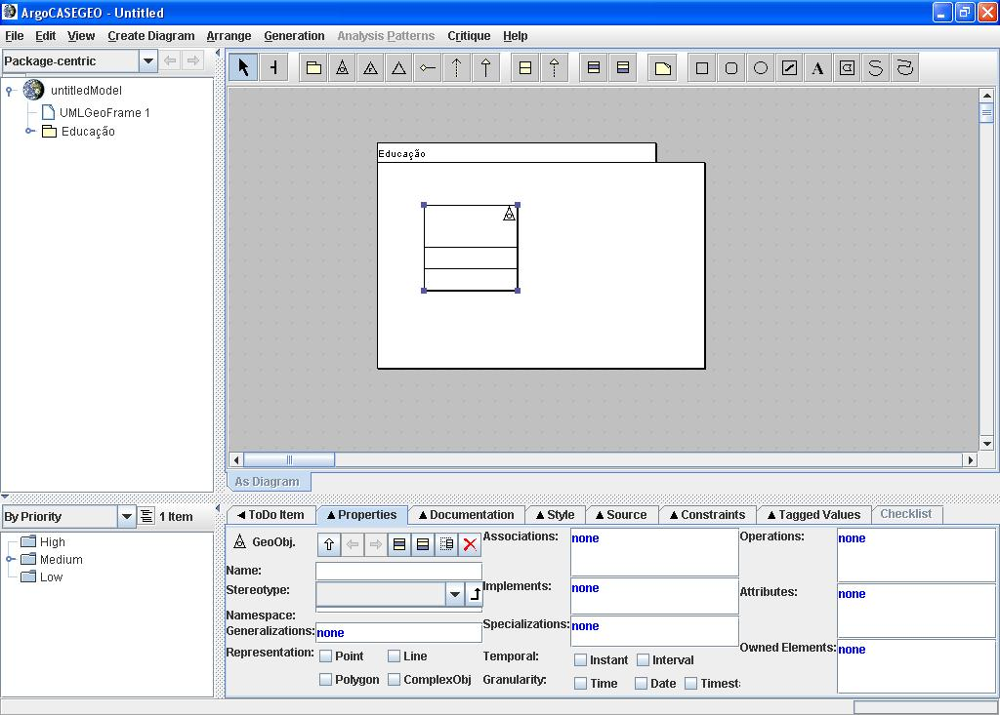 ArgoCASEGEO - Untitled
File Edit View Create Diagram Arrange Generation Analysis Patterns Critique Help
Package-centric
untitledModel
UMLGeoFrame 1
Educação
A
Educação
As Diagram
By Priority
1 Item
High
Medium
Low
ToDo Item Properties Documentation Style Source Constraints Tagged Values Checklist
GeoObj.
Name:
Stereotype:
Namespace:
Generalizations: none
Representation: Point Line
Polygon ComplexObj
Associations: none
Implements: none
Specializations: none
Temporal: Instant Interval
Granularity: Time Date Timest
Operations: none
Attributes: none
Owned Elements: none